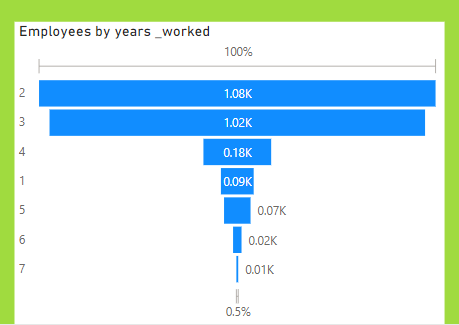 Employees by years _worked
100%
2 1.08K
3 1.02K
4 0.18K
1 0.09K
5 0.07K
6 0.02K
7 0.01K
0.5%